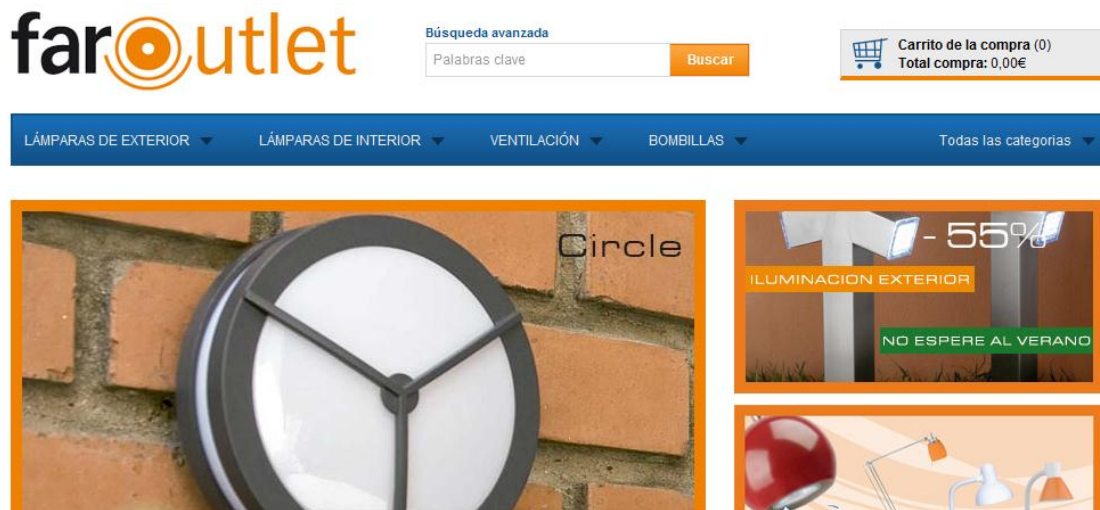 faroutlet
Búsqueda avanzada
Palabras clave
Buscar
Carrito de la compra (0)
Total compra: 0,00€
LÁMPARAS DE EXTERIOR
LÁMPARAS DE INTERIOR
VENTILACIÓN
BOMBILLAS
Todas las categorias
Circle
- 55%
ILUMINACION EXTERIOR
NO ESPERE AL VERANO